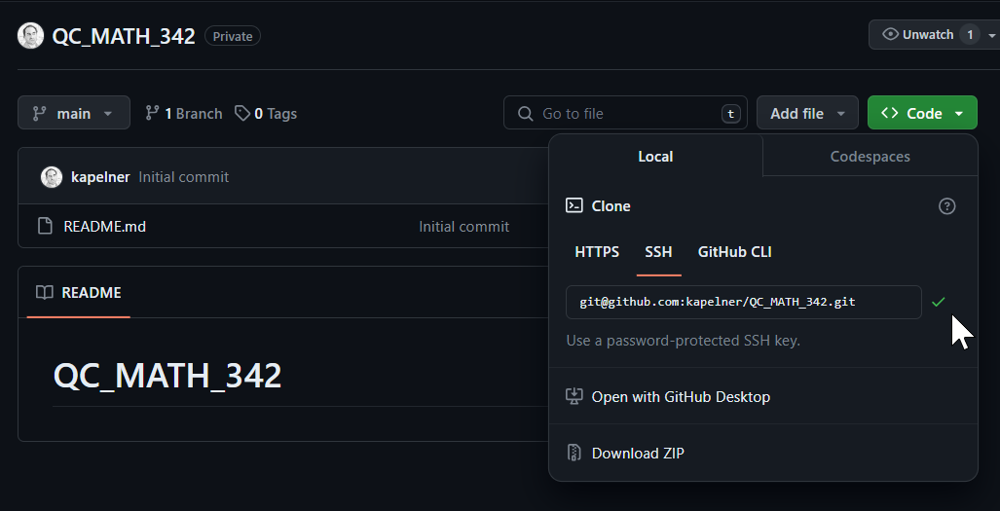 QC_MATH_342 Private
Unwatch 1
main 1 Branch 0 Tags
Go to file t
Add file
Code
Local Codespaces
kapelner Initial commit
Clone
README.md Initial commit
HTTPS SSH GitHub CLI
README
git@github.com:kapelner/QC_MATH_342.git
Use a password-protected SSH key.
QC_MATH_342
Open with GitHub Desktop
Download ZIP